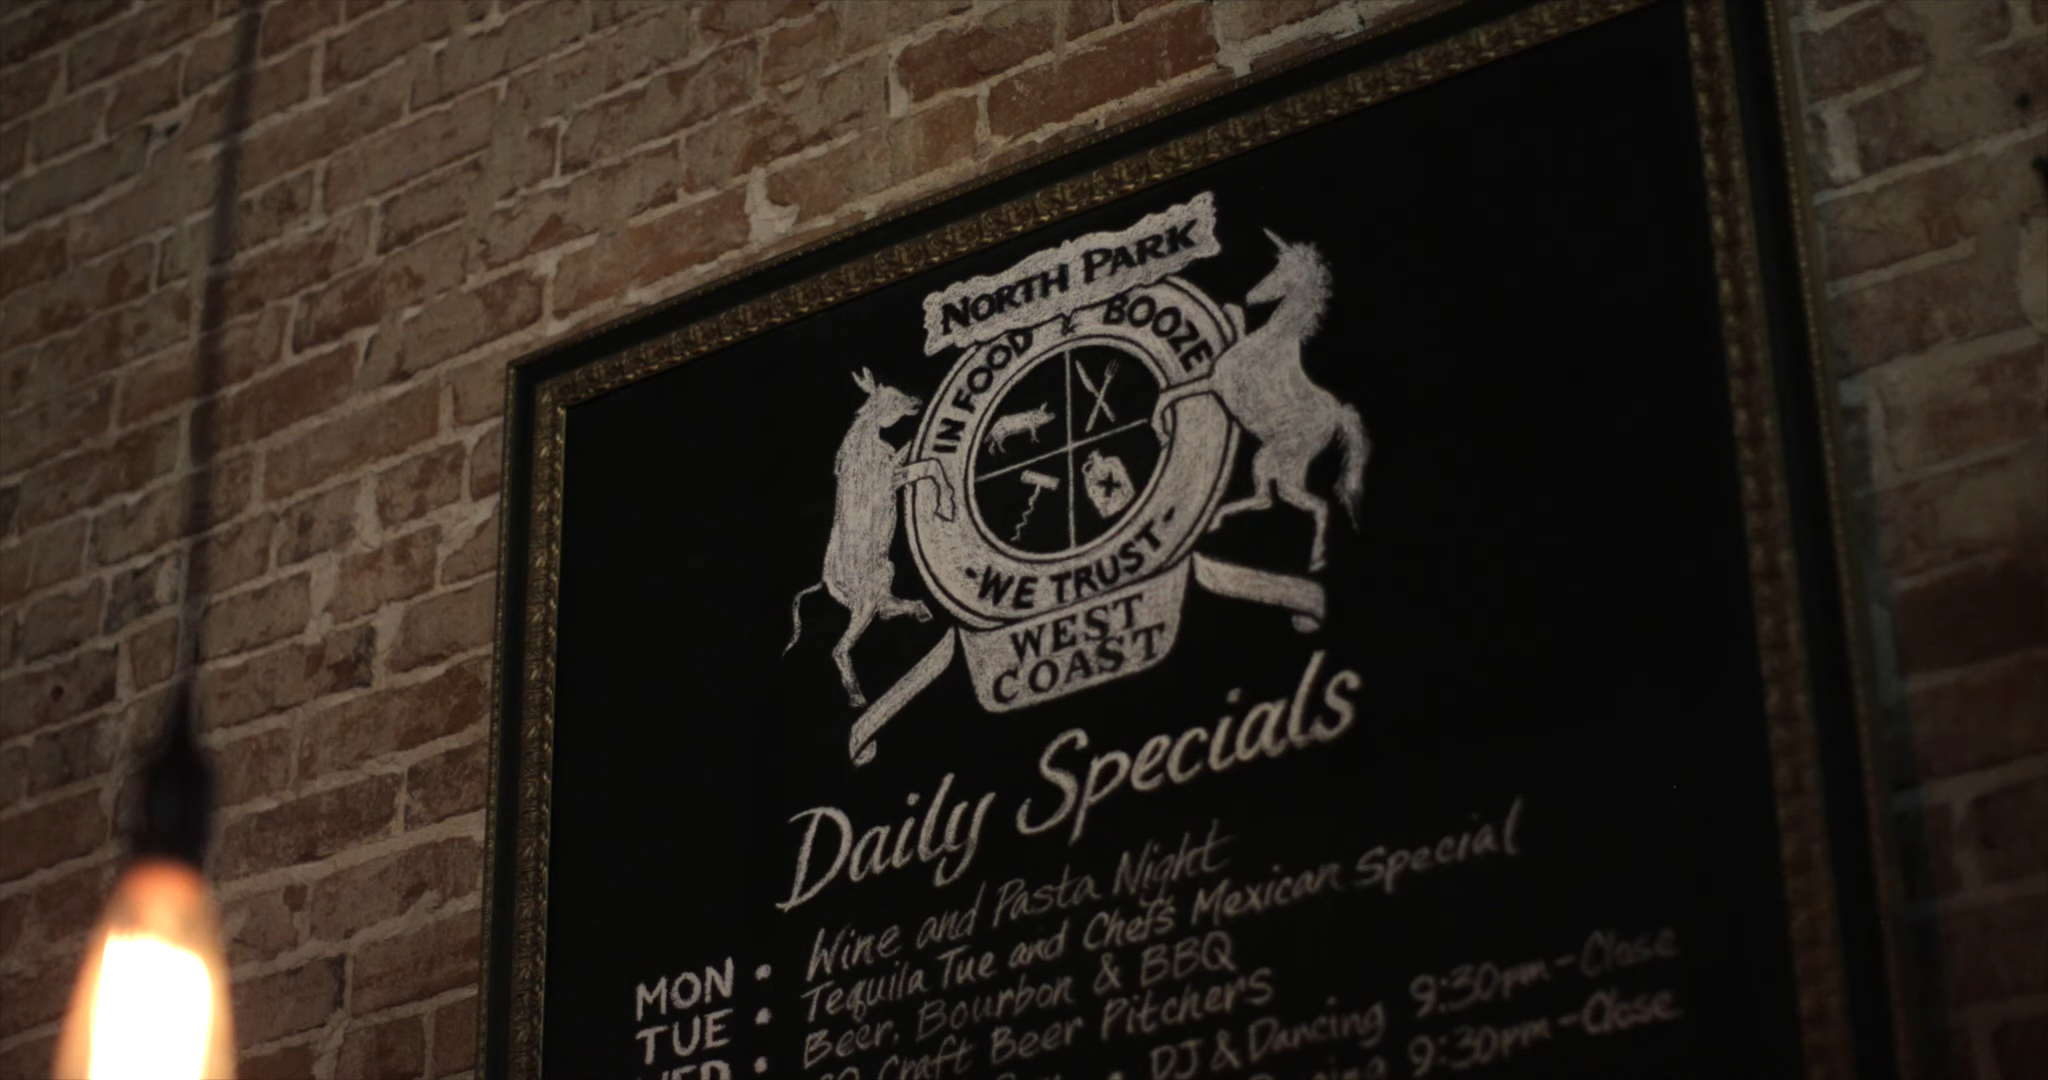 NORTH PARK
IN FOOD & BOOZE
·WE TRUST·
WEST
COAST
Daily Specials
MON • Wine and Pasta Night
TUE • Tequila Tue and Chefs Mexican Special
WED • Beer, Bourbon & BBQ
Craft Beer Pitchers
• DJ & Dancing 9:30pm-Close
9:30pm-Close